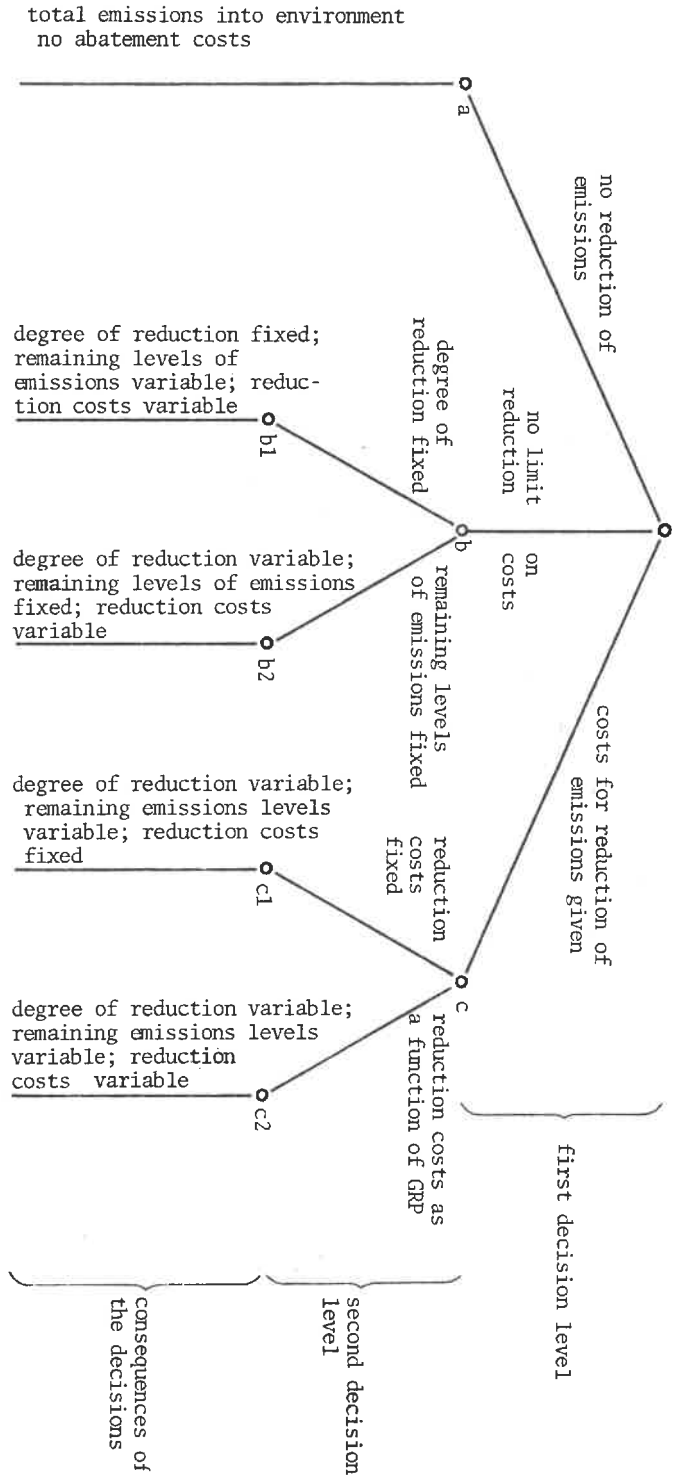 total emissions into environment
no abatement costs
a
no reduction of
emissions
degree of reduction fixed;
remaining levels of
emissions variable; reduc-
tion costs variable
b1
degree of
reduction fixed
no limit on
reduction costs
b
degree of reduction variable;
remaining levels of emissions
fixed; reduction costs
variable
b2
remaining levels
of emissions fixed
costs for reduction of
emissions given
degree of reduction variable;
remaining emissions levels
variable; reduction costs
fixed
c1
reduction
costs
fixed
c
degree of reduction variable;
remaining emissions levels
variable; reduction
costs variable
c2
reduction costs as
a function of GRP
first decision level
second decision
level
consequences of
the decisions